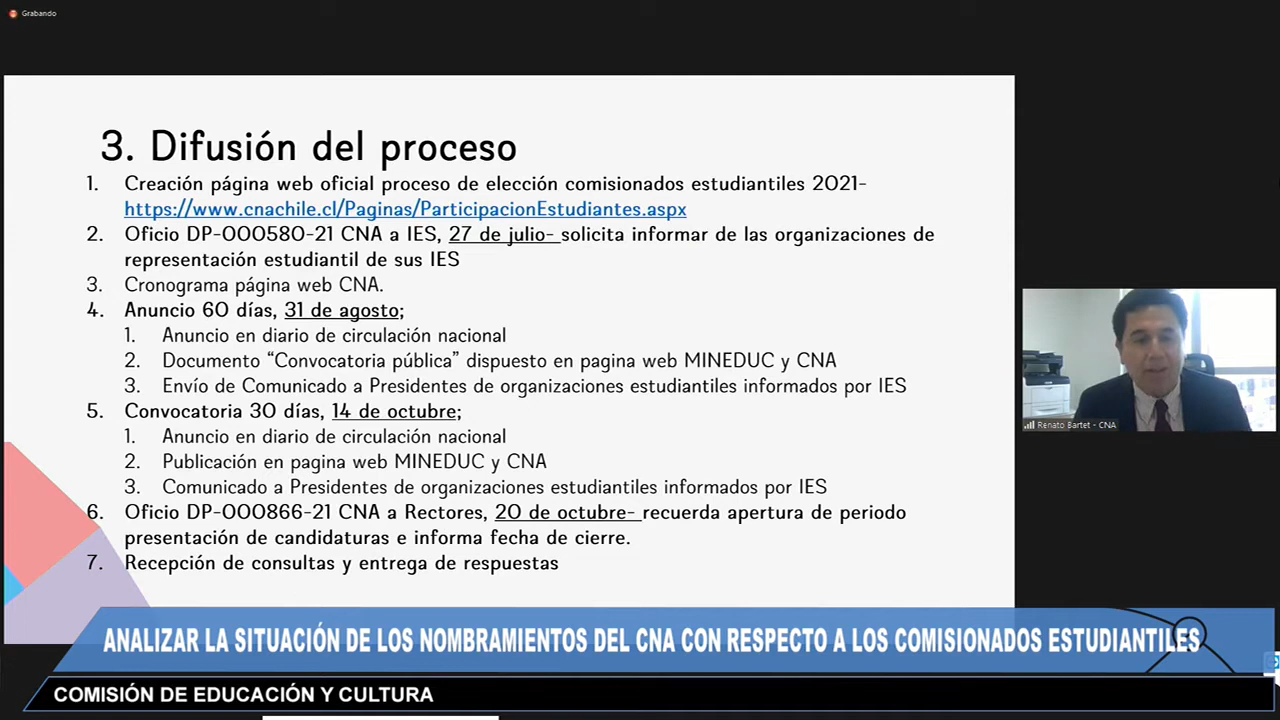 Grabando
3. Difusión del proceso
1. Creación página web oficial proceso de elección comisionados estudiantiles 2021-
https://www.cnachile.cl/Paginas/ParticipacionEstudiantes.aspx
2. Oficio DP-000580-21 CNA a IES, 27 de julio- solicita informar de las organizaciones de
representación estudiantil de sus IES
3. Cronograma página web CNA.
4. Anuncio 60 días, 31 de agosto;
1. Anuncio en diario de circulación nacional
2. Documento “Convocatoria pública” dispuesto en pagina web MINEDUC y CNA
3. Envío de Comunicado a Presidentes de organizaciones estudiantiles informados por IES
5. Convocatoria 30 días, 14 de octubre;
1. Anuncio en diario de circulación nacional
2. Publicación en pagina web MINEDUC y CNA
3. Comunicado a Presidentes de organizaciones estudiantiles informados por IES
6. Oficio DP-000866-21 CNA a Rectores, 20 de octubre- recuerda apertura de periodo
presentación de candidaturas e informa fecha de cierre.
7. Recepción de consultas y entrega de respuestas
Renato Bartet - CNA
ANALIZAR LA SITUACIÓN DE LOS NOMBRAMIENTOS DEL CNA CON RESPECTO A LOS COMISIONADOS ESTUDIANTILES
COMISIÓN DE EDUCACIÓN Y CULTURA